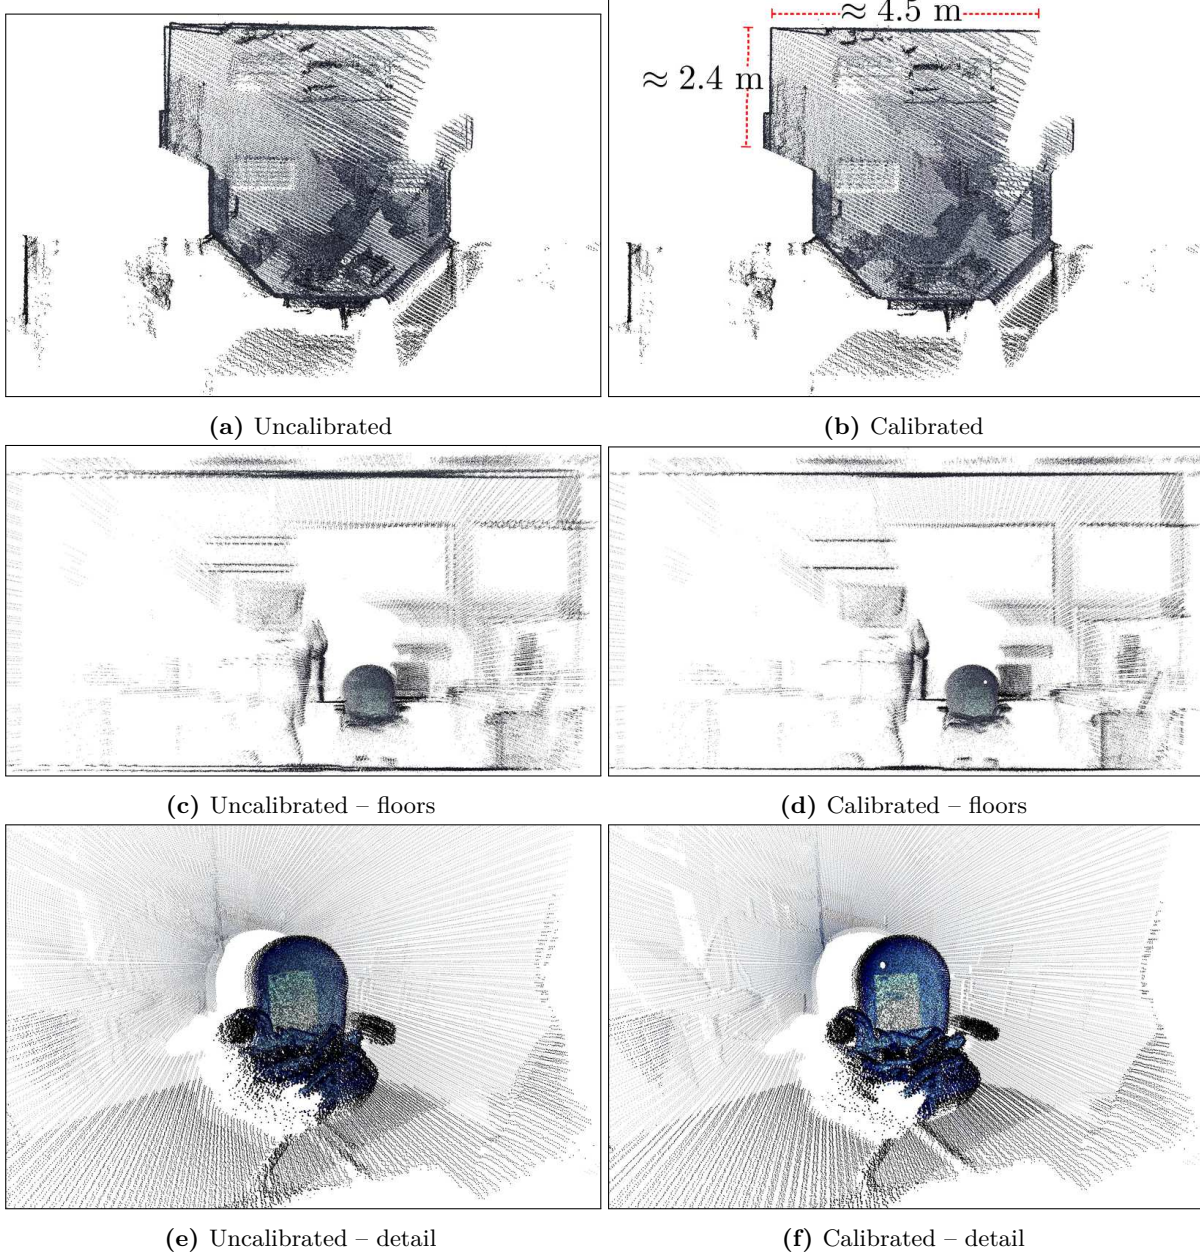 ≈ 4.5 m
≈ 2.4 m
(a) Uncalibrated
(b) Calibrated
(c) Uncalibrated – floors
(d) Calibrated – floors
(e) Uncalibrated – detail
(f) Calibrated – detail